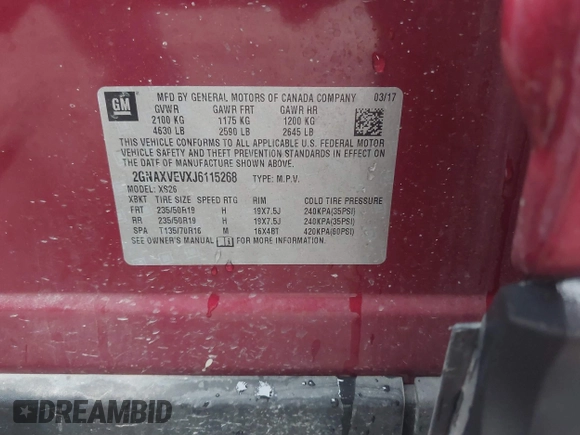 GM
MFD BY GENERAL MOTORS OF CANADA COMPANY 03/17
GVWR GAWR FRT GAWR RR
2100 KG 1175 KG 1200 KG
4630 LB 2590 LB 2645 LB
THIS VEHICLE CONFORMS TO ALL APPLICABLE U.S. FEDERAL MOTOR
VEHICLE SAFETY AND THEFT PREVENTION STANDARDS IN EFFECT ON
THE DATE OF MANUFACTURE SHOWN ABOVE.
2GNAXVEVXJ6115268 TYPE: M.P.V.
MODEL: XS26
XBKT TIRE SIZE SPEED RTG RIM COLD TIRE PRESSURE
FRT 235/50R19 H 19X7.5J 240KPA(35PSI)
RR 235/50R19 H 19X7.5J 240KPA(35PSI)
SPA T135/70R16 M 16X4BT 420KPA(60PSI)
SEE OWNER'S MANUAL FOR MORE INFORMATION.
DREAMBID